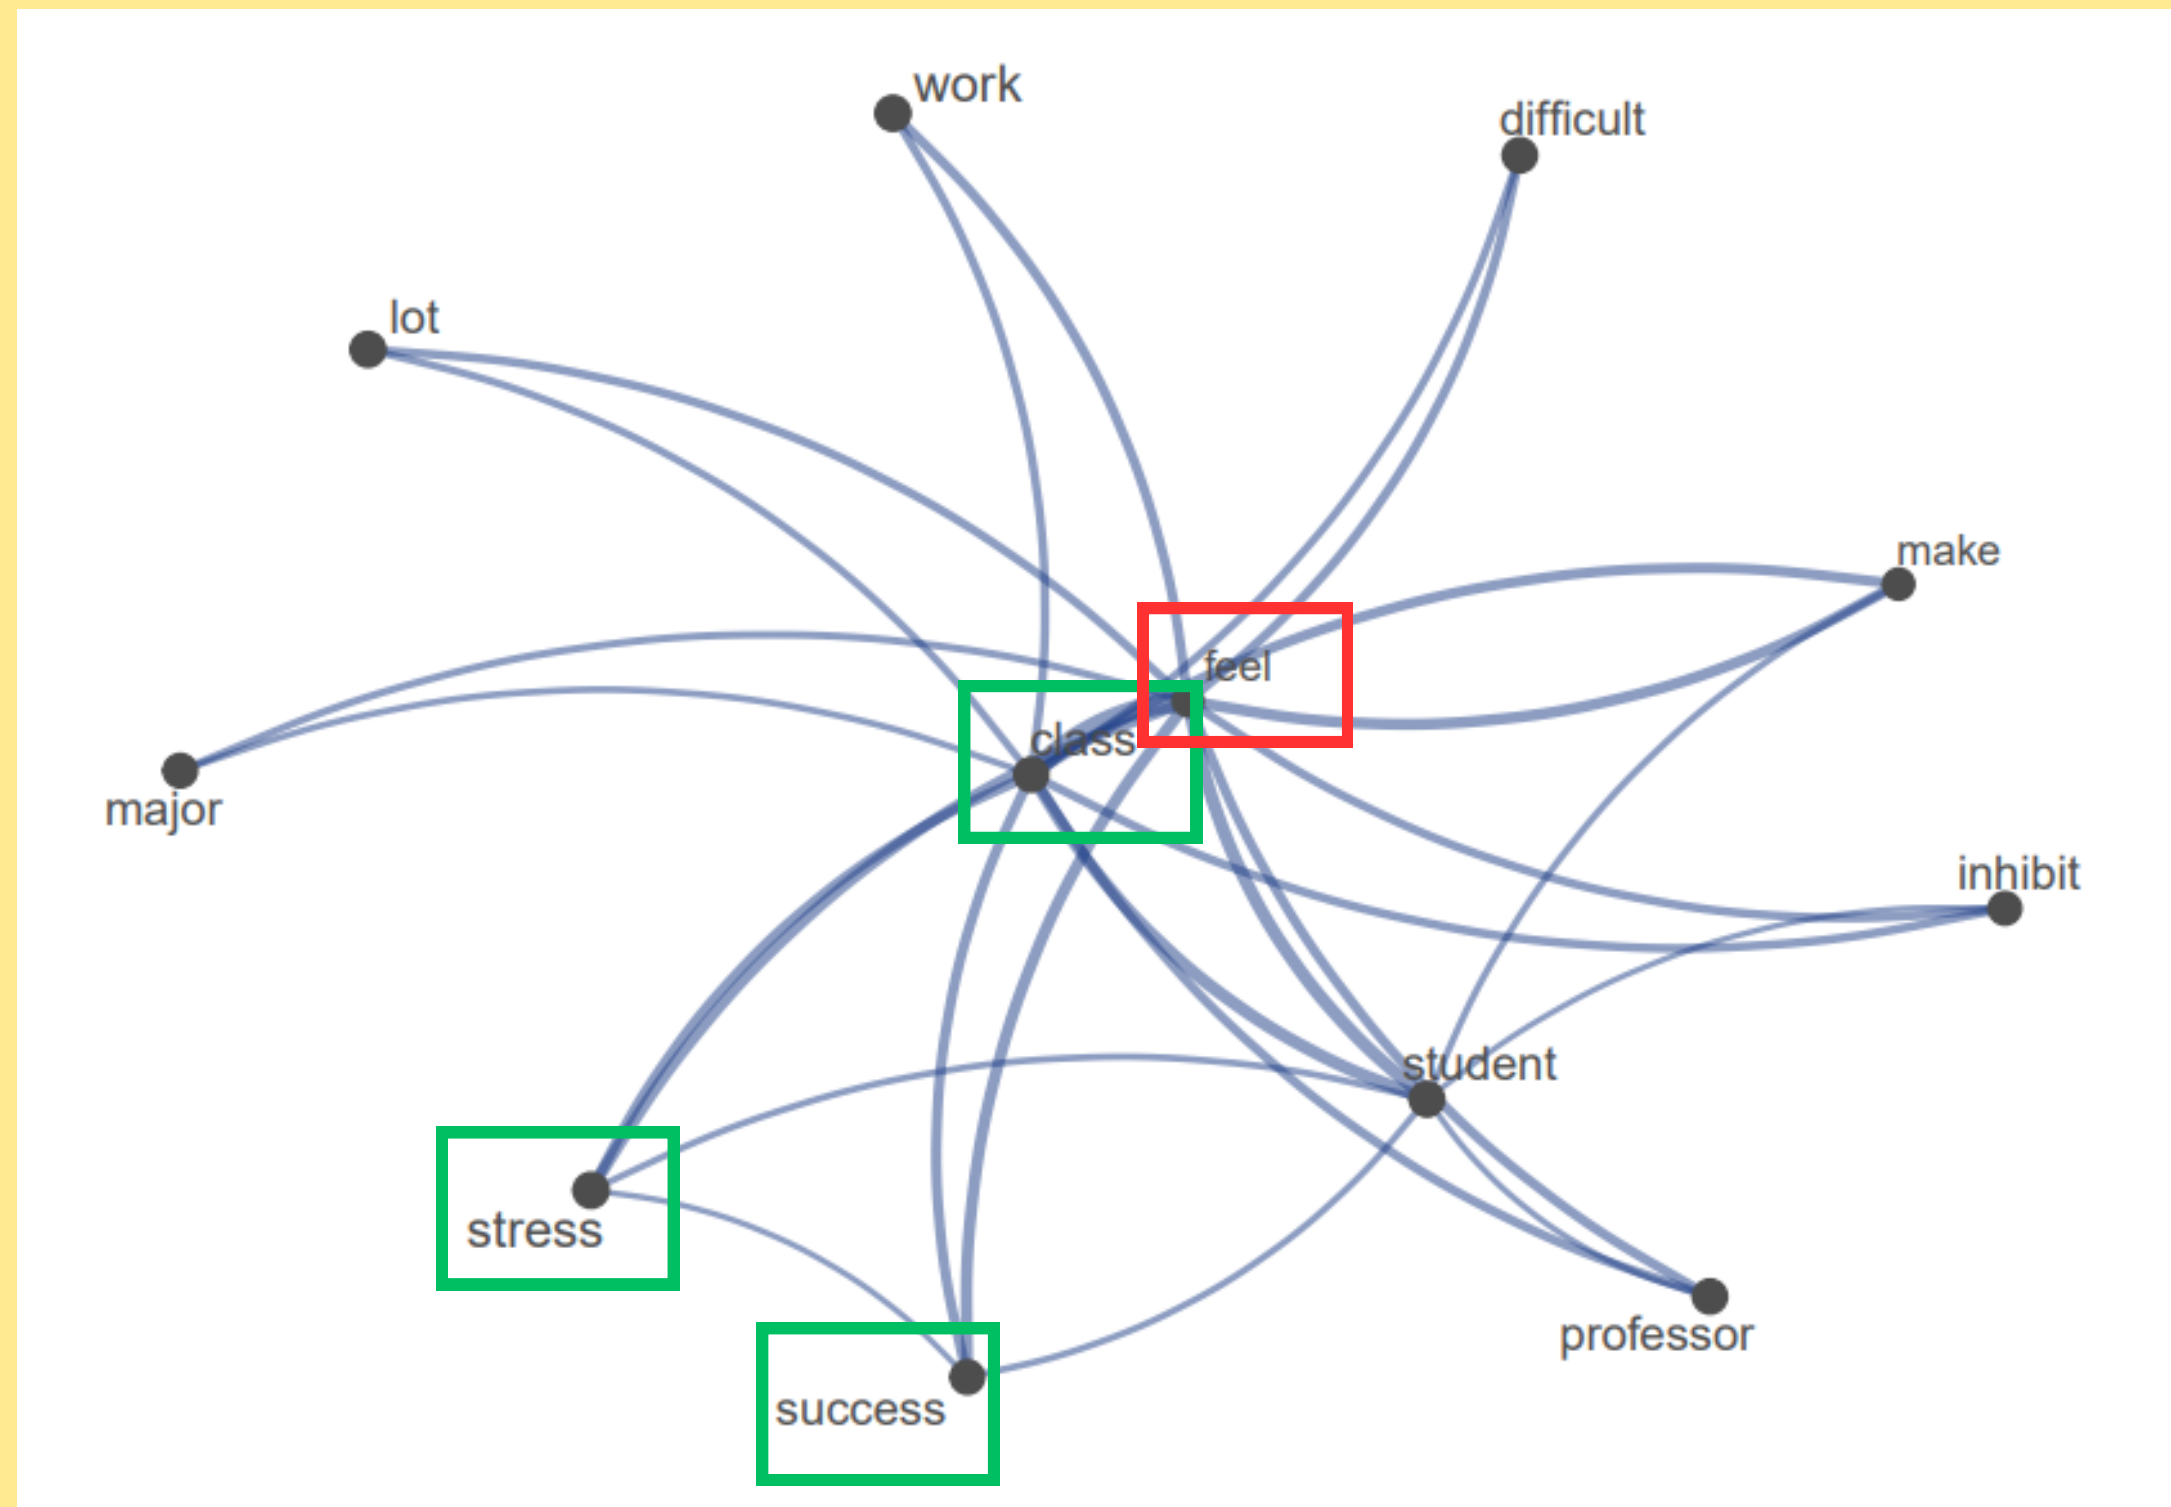 work
difficult
lot
make
feel
class
major
inhibit
student
stress
professor
success